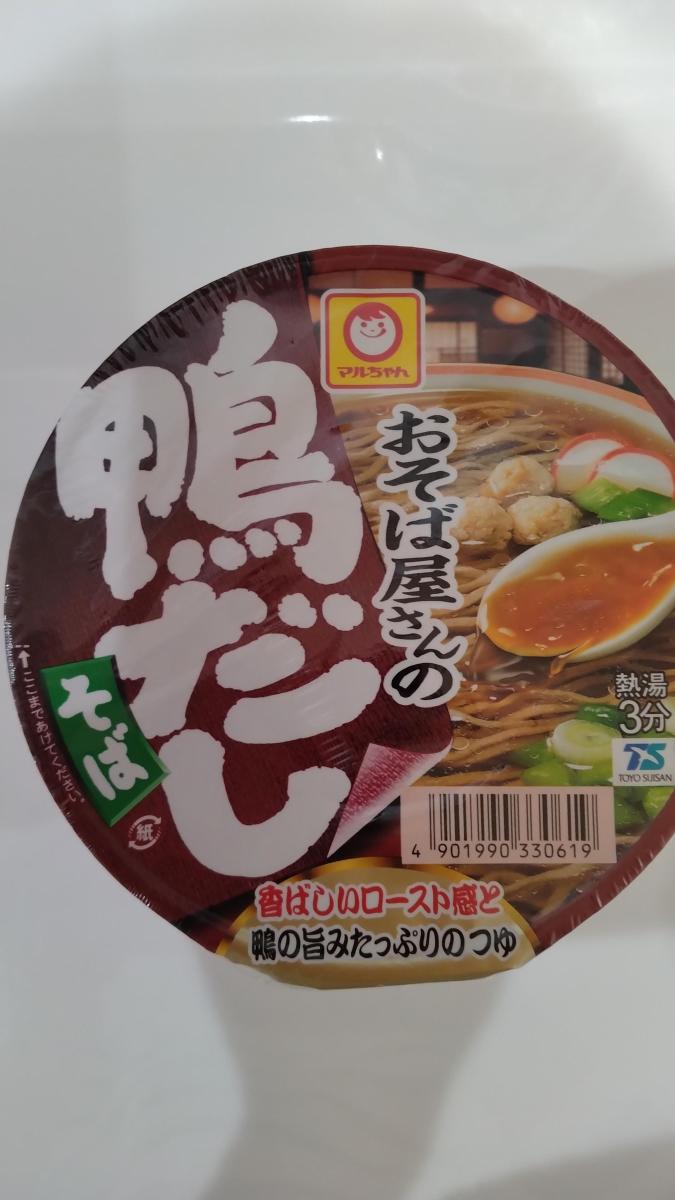 マルちゃん
おそば屋さんの
鴨だし
そば
↑ここまであけてください。
紙
熱湯
3分
TS
TOYO SUISAN
4 901990 330619
香ばしいロースト感と
鴨の旨みたっぷりのつゆ